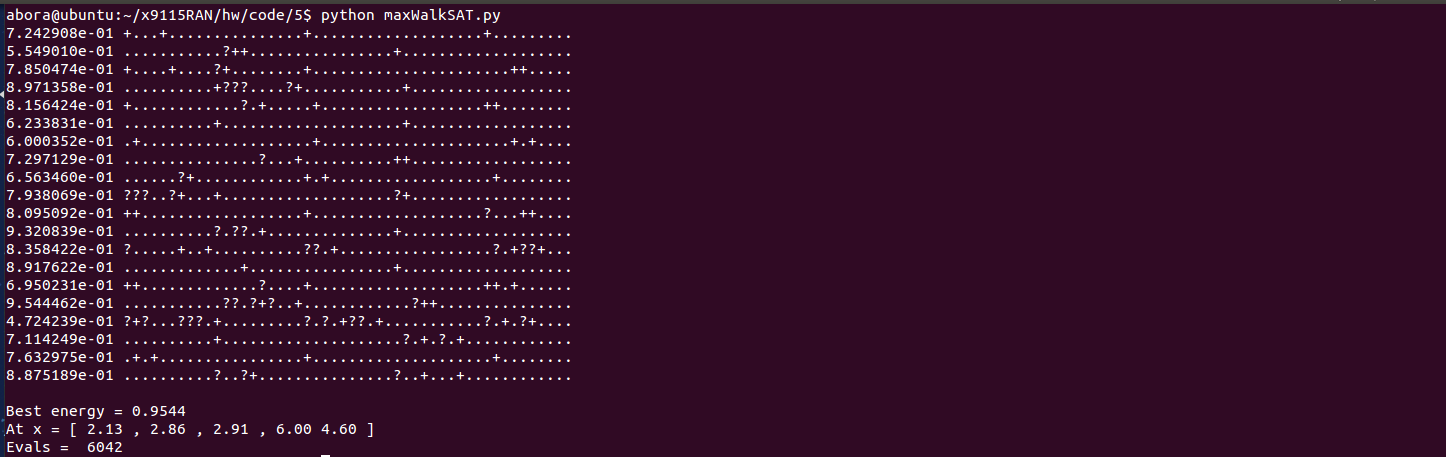 abora@ubuntu:~/x9115RAN/hw/code/5$ python maxWalkSAT.py
7.242908e-01 +...+...............+...................+.........
5.549010e-01 ...........?++................+...................
7.850474e-01 +....+....?+........+......................++.....
8.971358e-01 ..........+???....?+...........+..................
8.156424e-01 +............?.+.....+..................++........
6.233831e-01 ..........+....................+..................
6.000352e-01 .+...................+.....................+.+....
7.297129e-01 ...............?...+..........++..................
6.563460e-01 ......?+............+.+..................+........
7.938069e-01 ???..?+...+...................?+..................
8.095092e-01 ++..................+...................?...++....
9.320839e-01 ..........?.??.+..............+...................
8.358422e-01 ?.....+..+..........??.+.................?.+??+...
8.917622e-01 .............+................+...................
6.950231e-01 ++.............?....+...................++.+......
9.544462e-01 ...........??.?+?..+............?++...............
4.724239e-01 ?+?...???.+.........?.?.+??.+...........?.+.?+....
7.114249e-01 ..........+....................?.+.?.+............
7.632975e-01 .+.+................+....................+........
8.875189e-01 ..........?..?+...............?..+...+............
Best energy = 0.9544
At x = [ 2.13 , 2.86 , 2.91 , 6.00 4.60 ]
Evals =  6042